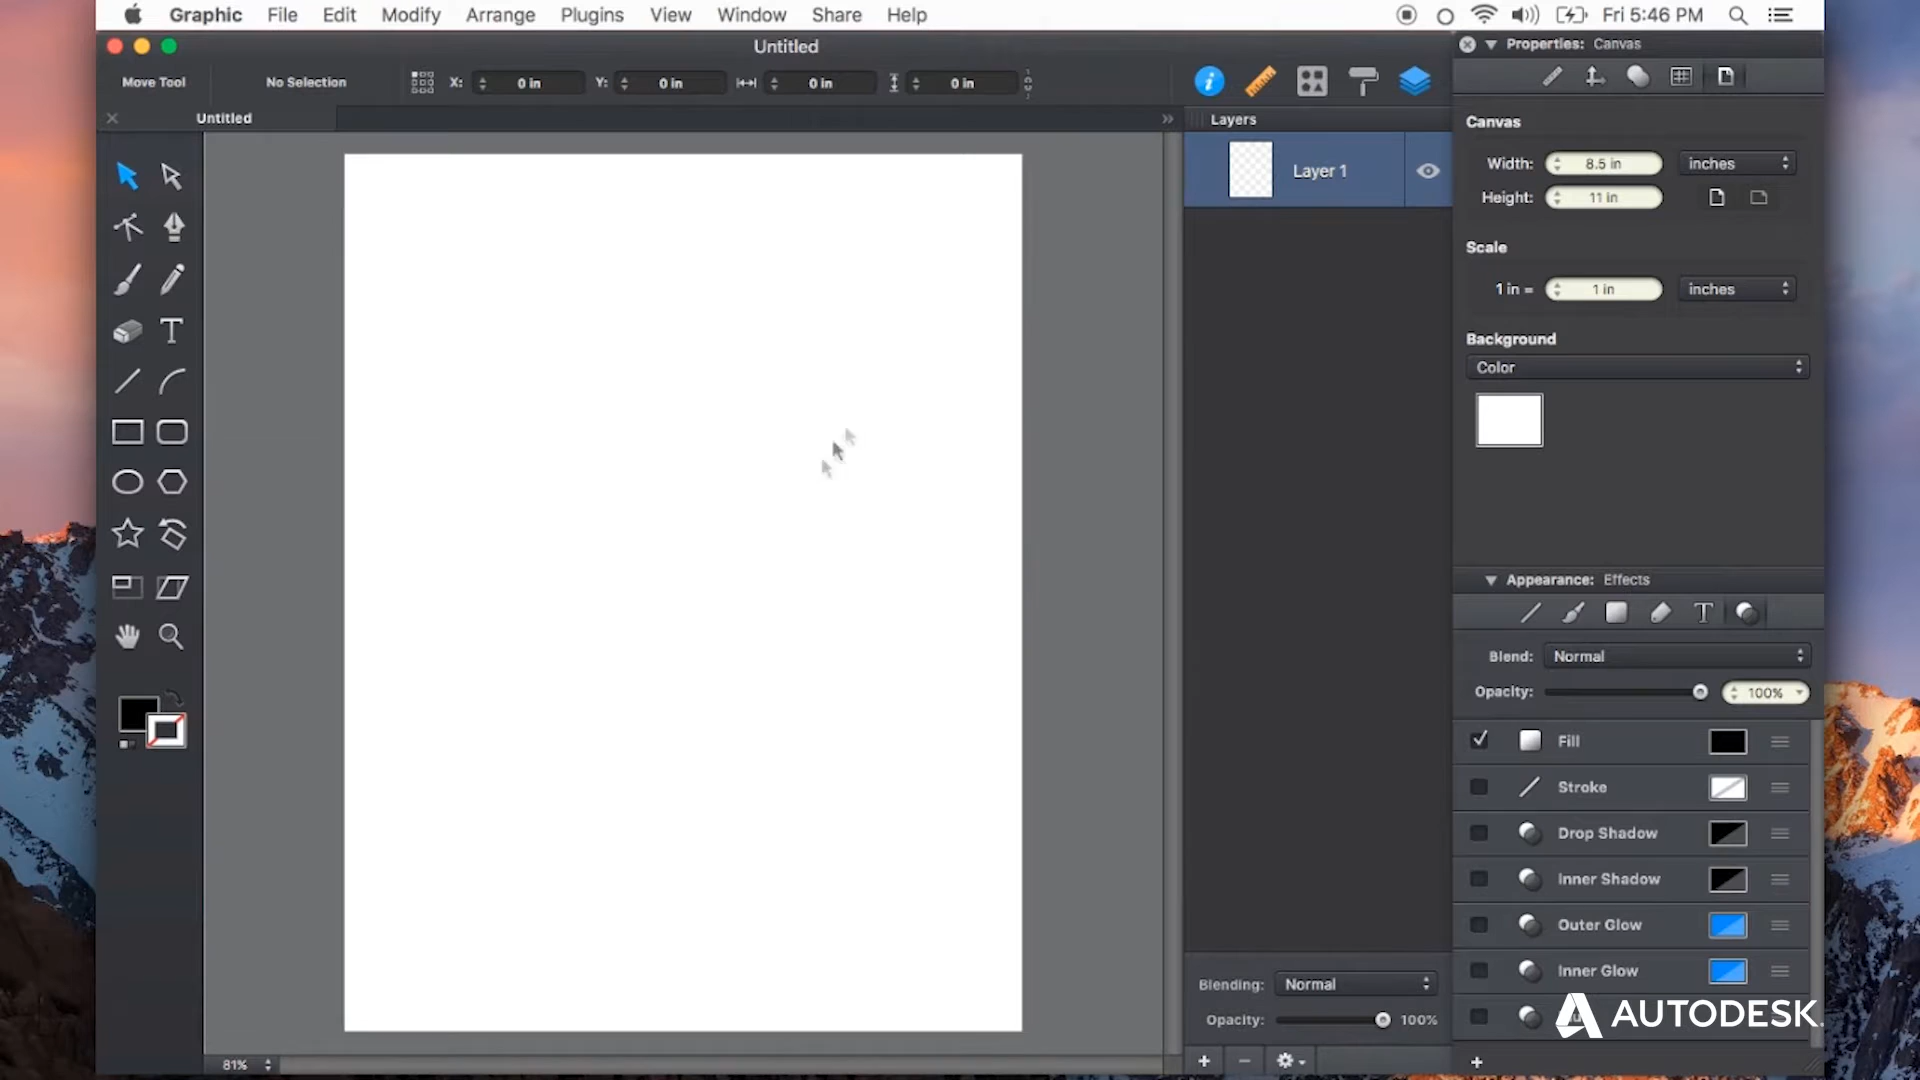 Graphic File Edit Modify Arrange Plugins View Window Share Help Fri 5:46 PM
Untitled
Properties: Canvas
Move Tool No Selection X: 0 in Y: 0 in 0 in 0 in
Untitled
Layers
Layer 1
Canvas
Width: 8.5 in inches
Height: 11 in
Scale
1 in = 1 in inches
Background
Color
T
Appearance: Effects
T
Blend: Normal
Opacity: 100%
Fill
Stroke
Drop Shadow
Inner Shadow
Outer Glow
Inner Glow
Blending: Normal
Opacity: 100%
AUTODESK.
81%